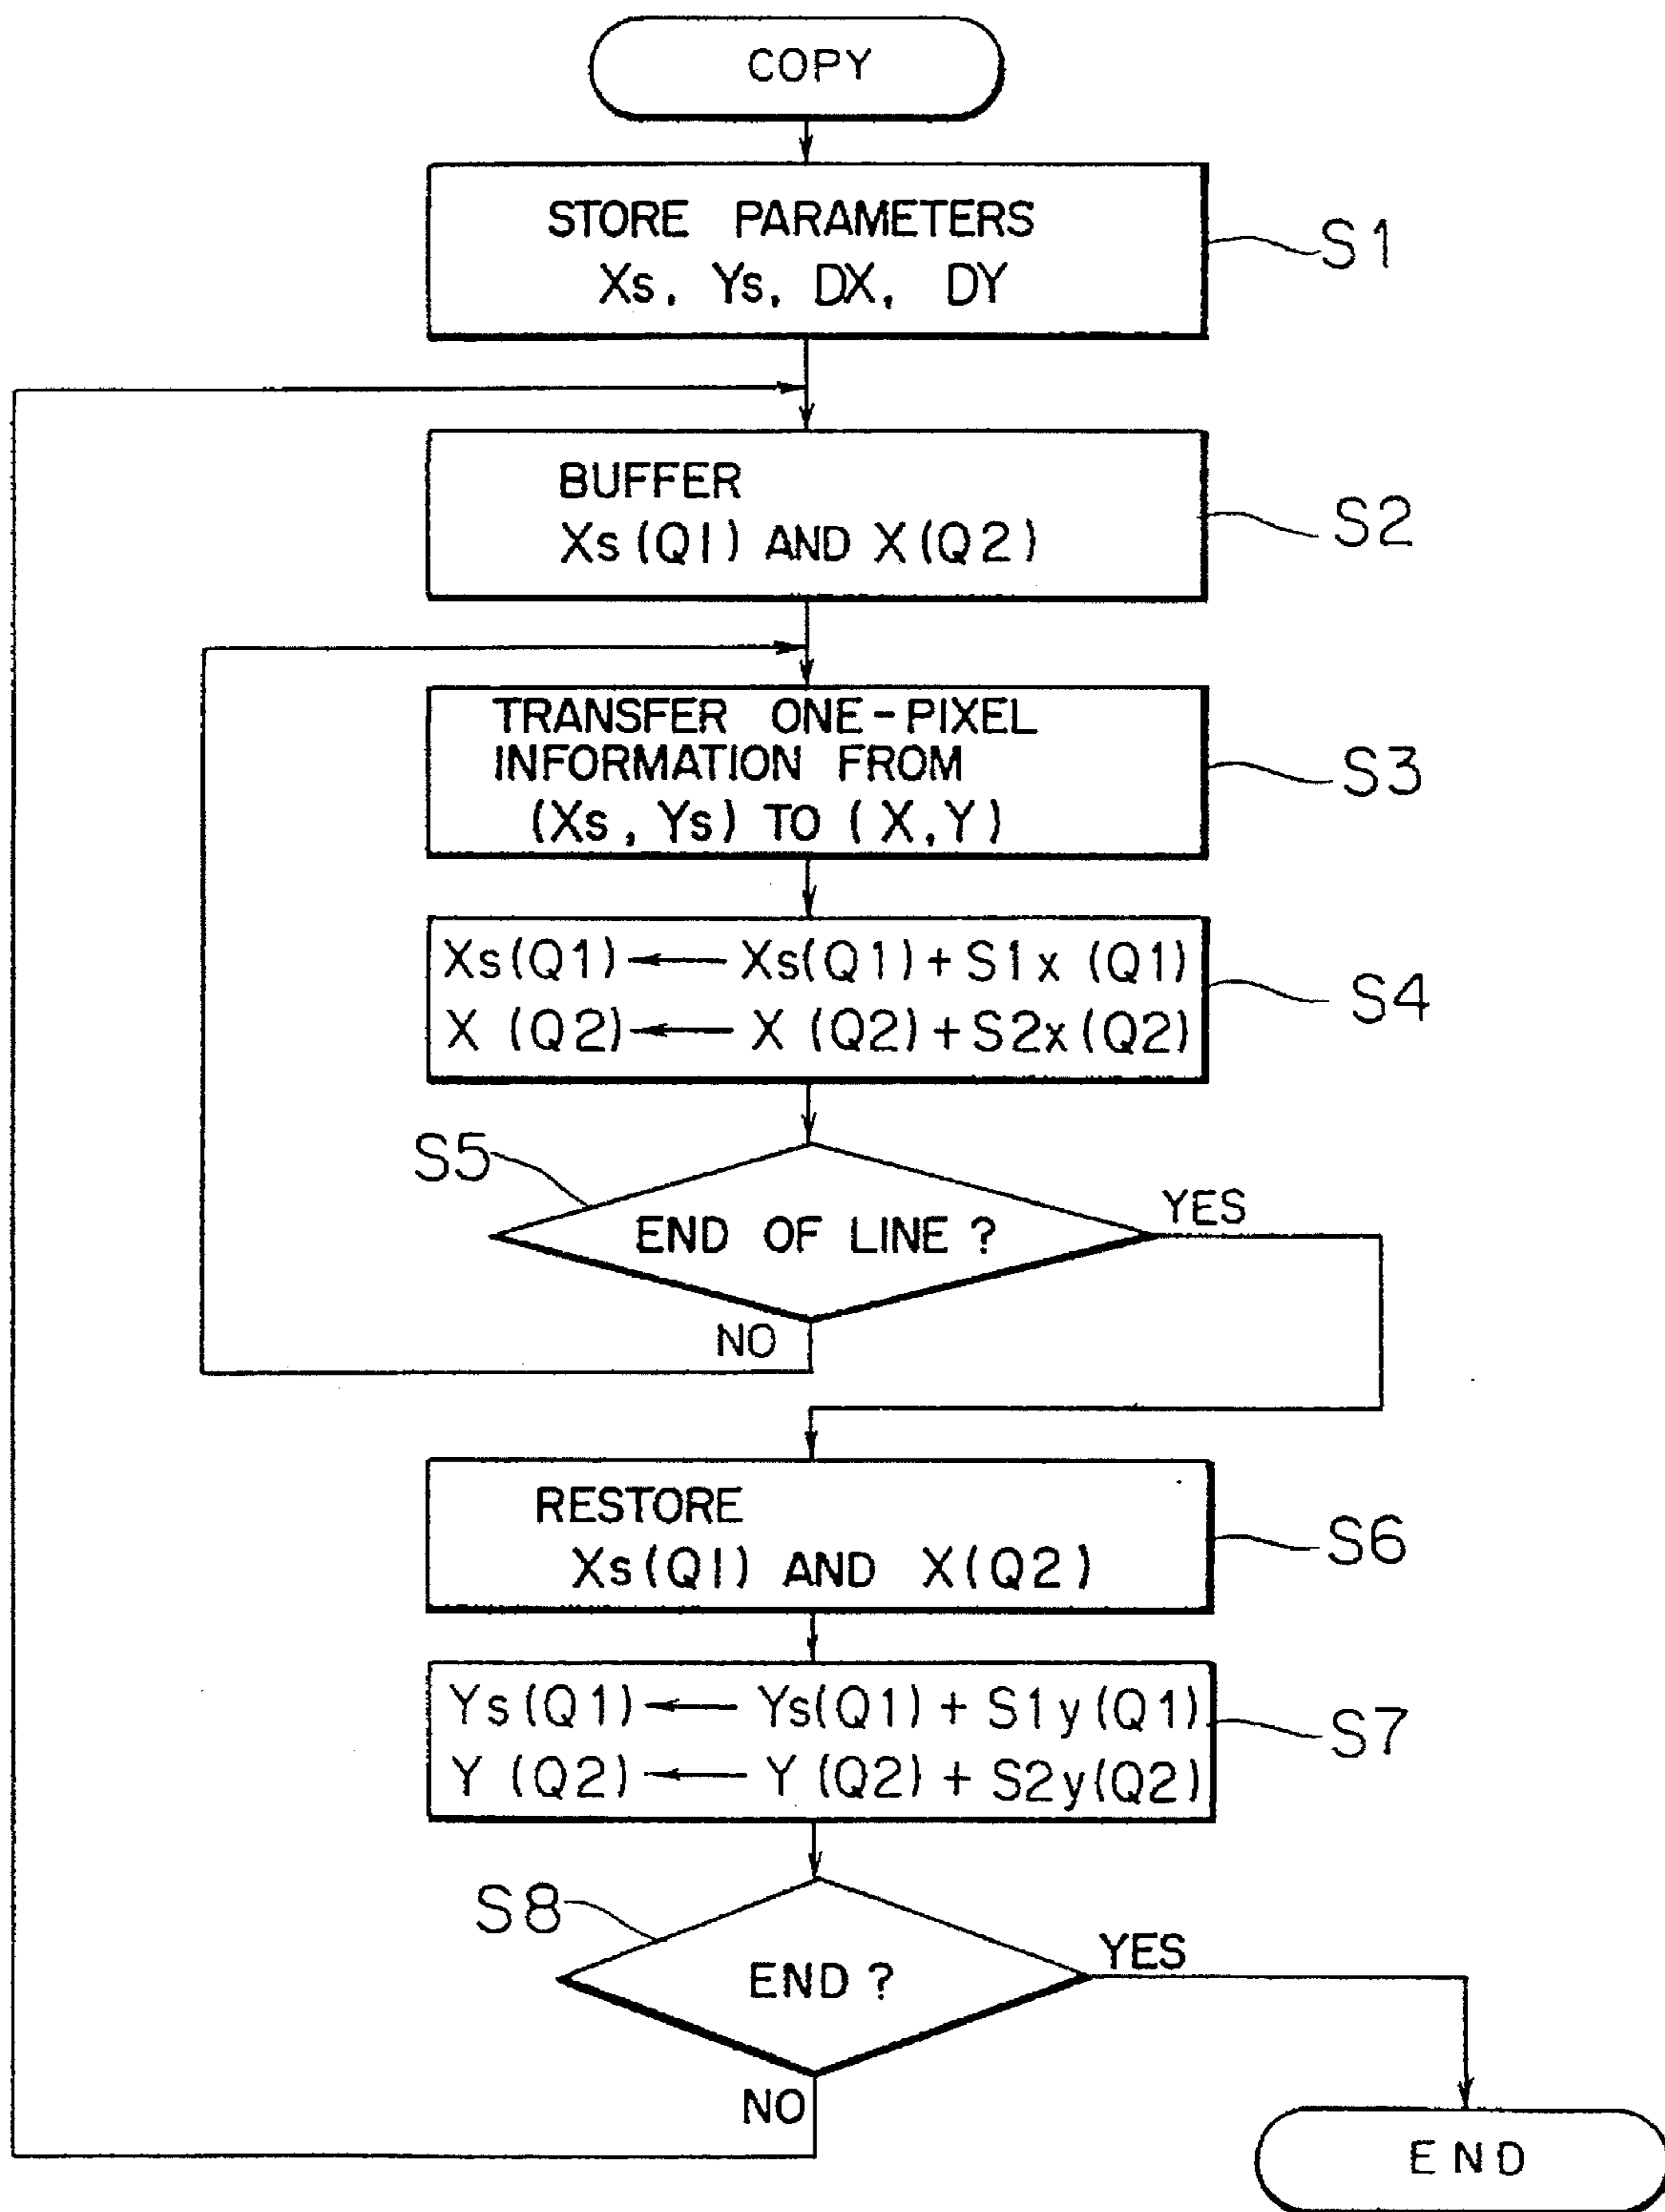 COPY
STORE PARAMETERS
Xs, Ys, DX, DY
S1
BUFFER
Xs(Q1) AND X(Q2)
S2
TRANSFER ONE-PIXEL
INFORMATION FROM
(Xs, Ys) TO (X,Y)
S3
Xs(Q1) ← Xs(Q1) + S1x (Q1)
X (Q2) ← X (Q2) + S2x (Q2)
S4
S5
END OF LINE ?
YES
NO
RESTORE
Xs(Q1) AND X(Q2)
S6
Ys(Q1) ← Ys(Q1) + S1y(Q1)
Y (Q2) ← Y (Q2) + S2y(Q2)
S7
S8
END ?
YES
NO
END